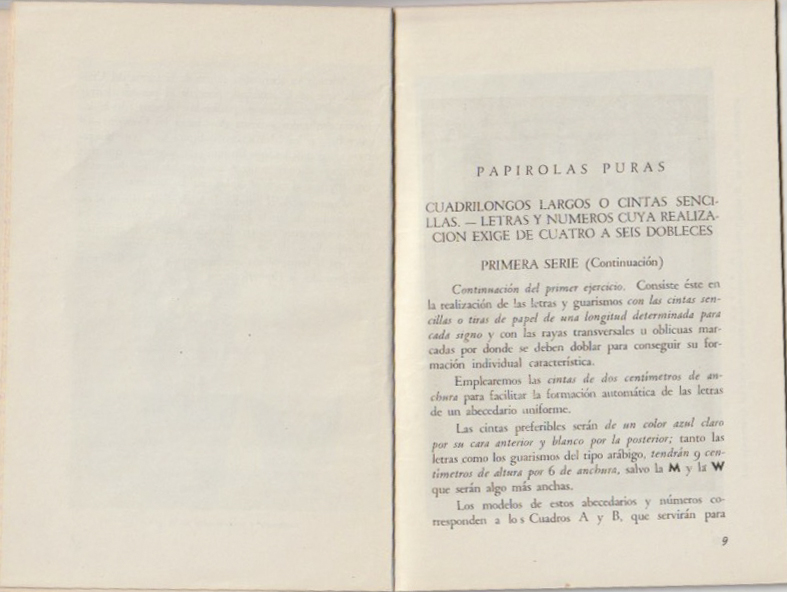 PAPIROLAS PURAS
CUADRILONGOS LARGOS O CINTAS SENCI-
LLAS. — LETRAS Y NUMEROS CUYA REALIZA-
CION EXIGE DE CUATRO A SEIS DOBLECES
PRIMERA SERIE (Continuación)
Continuación del primer ejercicio. Consiste éste en
la realización de las letras y guarismos con las cintas sen-
cillas o tiras de papel de una longitud determinada para
cada signo y con las rayas transversales u oblicuas mar-
cadas por donde se deben doblar para conseguir su for-
mación individual característica.
Emplearemos las cintas de dos centímetros de an-
chura para facilitar la formación automática de las letras
de un abecedario uniforme.
Las cintas preferibles serán de un color azul claro
por su cara anterior y blanco por la posterior; tanto las
letras como los guarismos del tipo arábigo, tendrán 9 cen-
tímetros de altura por 6 de anchura, salvo la M y la W
que serán algo más anchas.
Los modelos de estos abecedarios y números co-
rresponden a los Cuadros A y B, que servirán para
9